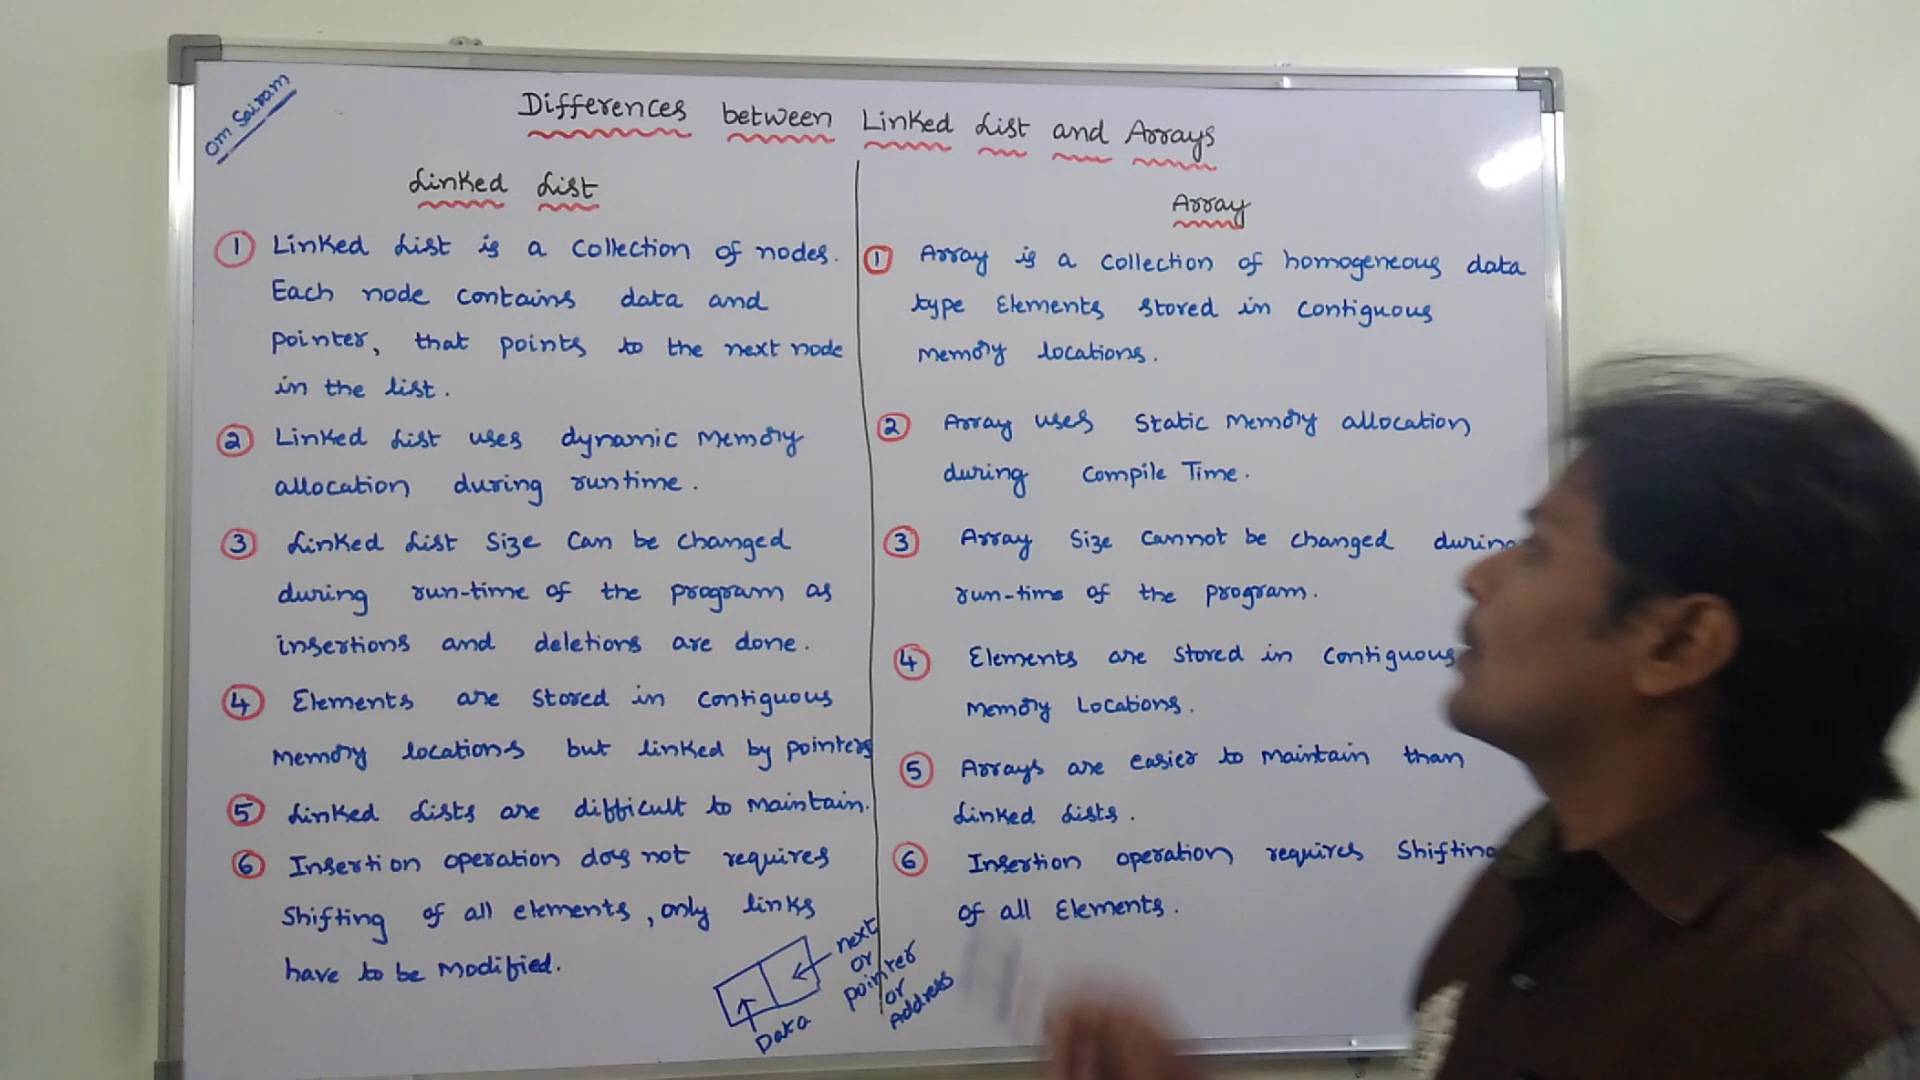 Om Sairam
Differences between Linked List and Arrays
Linked List
1 Linked List is a collection of nodes.
Each node contains data and
pointer, that points to the next node
in the list.
2 Linked List uses dynamic Memory
allocation during runtime.
3 Linked List Size Can be changed
during run-time of the program as
insertions and deletions are done.
4 Elements are Stored in Contiguous
Memory locations but linked by pointers
5 Linked Lists are difficult to Maintain.
6 Insertion operation does not requires
Shifting of all elements, only links
have to be Modified.
next
or
pointer
or
Address
Data
Array
1 Array is a collection of homogeneous data
type Elements Stored in Contiguous
Memory locations.
2 Array uses Static Memory allocation
during Compile Time.
3 Array Size Cannot be changed during
run-time of the program.
4 Elements are Stored in Contiguous
Memory Locations.
5 Arrays are easier to Maintain than
Linked Lists.
6 Insertion operation requires Shifting
of all Elements.